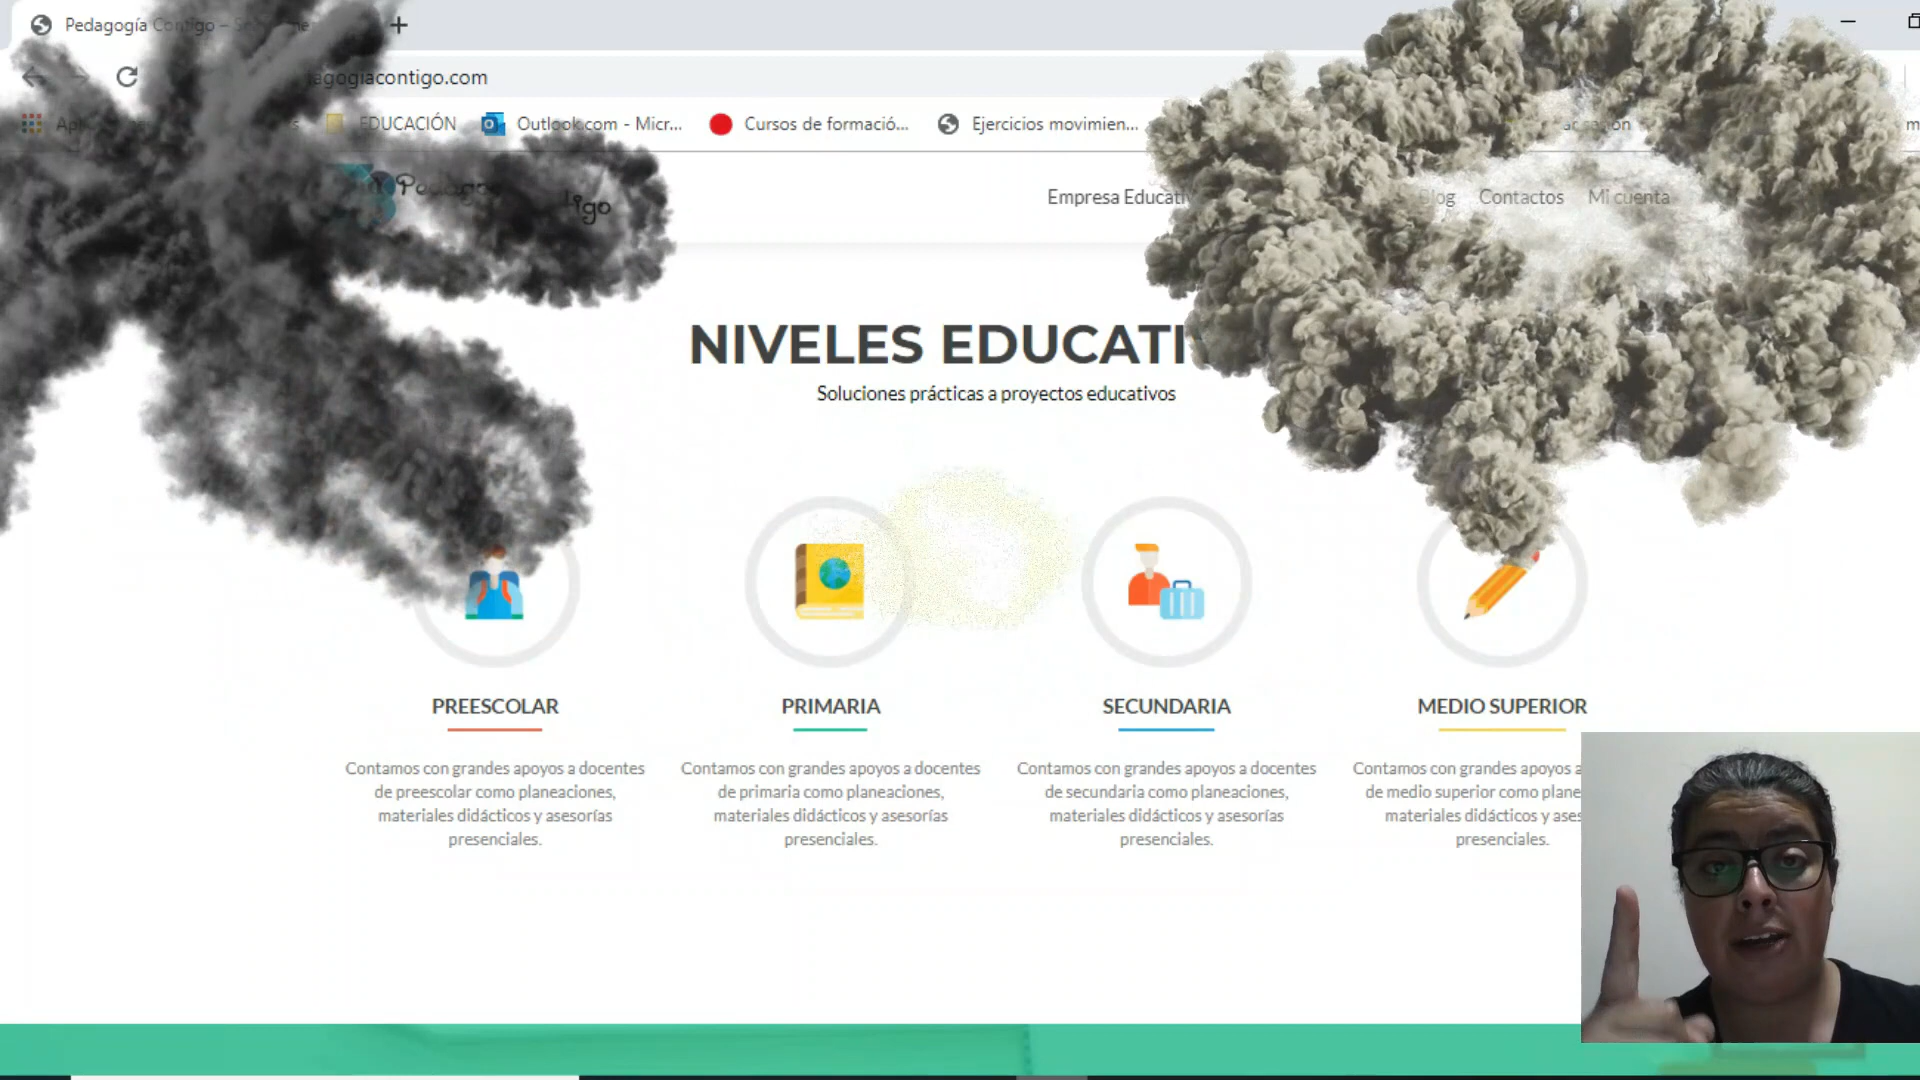 Pedagogía Contigo –
agogiacontigo.com
EDUCACIÓN
Outlook.com - Micr...
Cursos de formació...
Ejercicios movimien...
Empresa Educati
Blog
Contactos
Mi cuenta
NIVELES EDUCATI
Soluciones prácticas a proyectos educativos
PREESCOLAR
Contamos con grandes apoyos a docentes
de preescolar como planeaciones,
materiales didácticos y asesorías
presenciales.
PRIMARIA
Contamos con grandes apoyos a docentes
de primaria como planeaciones,
materiales didácticos y asesorías
presenciales.
SECUNDARIA
Contamos con grandes apoyos a docentes
de secundaria como planeaciones,
materiales didácticos y asesorías
presenciales.
MEDIO SUPERIOR
Contamos con grandes apoyos a
de medio superior como plane
materiales didácticos y ases
presenciales.